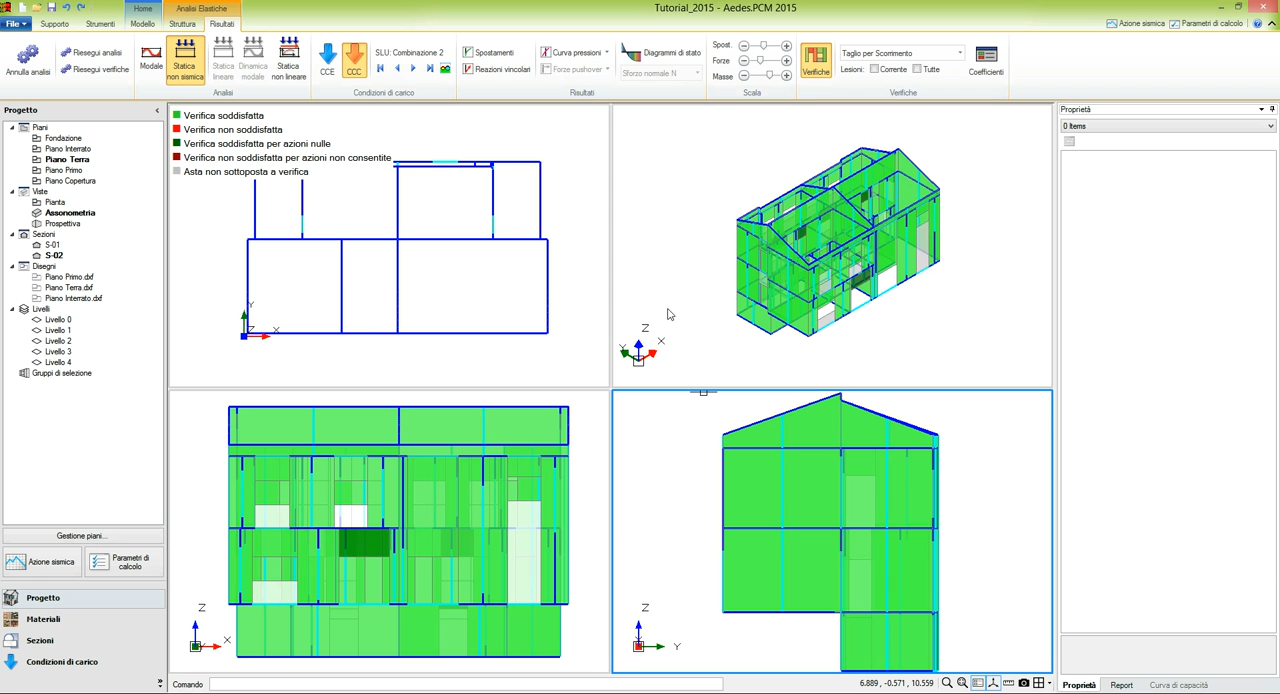 Tutorial_2015 - Aedes.PCM 2015
Home
Analisi Elastiche
File
Supporto
Strumenti
Modello
Struttura
Risultati
Azione sismica
Parametri di calcolo
Annulla analisi
Riesegui analisi
Riesegui verifiche
Modale
Statica non sismica
Statica lineare
Dinamica modale
Statica non lineare
Analisi
CCE
CCC
SLU: Combinazione 2
Condizioni di carico
Spostamenti
Reazioni vincolari
Curva pressioni
Forze pushover
Diagrammi di stato
Sforzo normale N
Risultati
Spost.
Forze
Masse
Scala
Verifiche
Taglio per Scorrimento
Lesioni:
Corrente
Tutte
Coefficienti
Verifiche
Progetto
Piani
Fondazione
Piano Interrato
Piano Terra
Piano Primo
Piano Copertura
Viste
Pianta
Assonometria
Prospettiva
Sezioni
S-01
S-02
Disegni
Piano Primo.dxf
Piano Terra.dxf
Piano Interrato.dxf
Livelli
Livello 0
Livello 1
Livello 2
Livello 3
Livello 4
Gruppi di selezione
Gestione piani...
Azione sismica
Parametri di calcolo
Progetto
Materiali
Sezioni
Condizioni di carico
Verifica soddisfatta
Verifica non soddisfatta
Verifica soddisfatta per azioni nulle
Verifica non soddisfatta per azioni non consentite
Asta non sottoposta a verifica
Y
Z
X
Z
Y
X
Z
X
Z
Y
Proprietà
0 Items
Comando
6.889 , -0.571, 10.559
Proprietà
Report
Curva di capacità